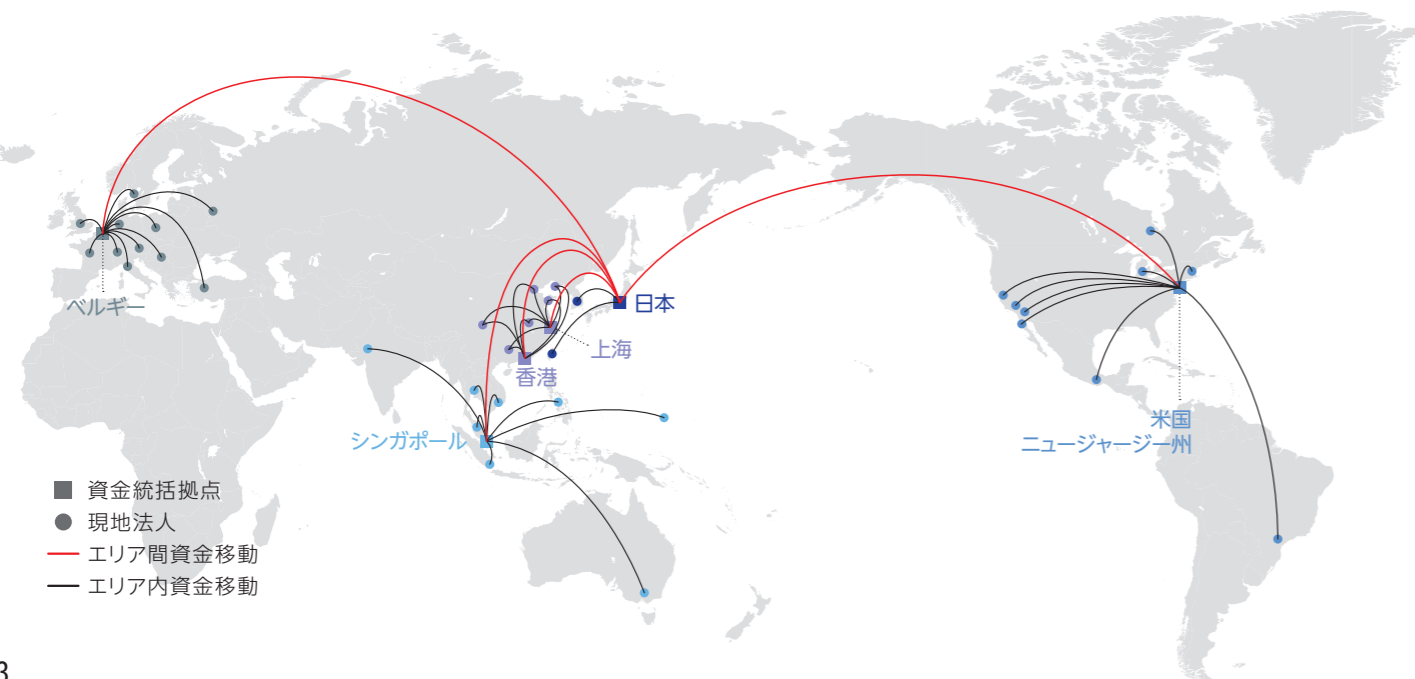 ベルギー
日本
上海
香港
シンガポール
米国
ニュージャージー州
資金統括拠点
現地法人
エリア間資金移動
エリア内資金移動
3